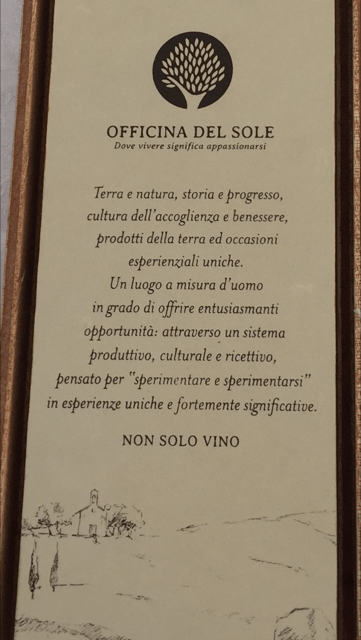 OFFICINA DEL SOLE
Dove vivere significa appassionarsi
Terra e natura, storia e progresso,
cultura dell'accoglienza e benessere,
prodotti della terra ed occasioni
esperienziali uniche.
Un luogo a misura d'uomo
in grado di offrire entusiasmanti
opportunità: attraverso un sistema
produttivo, culturale e ricettivo,
pensato per "sperimentare e sperimentarsi"
in esperienze uniche e fortemente significative.
NON SOLO VINO